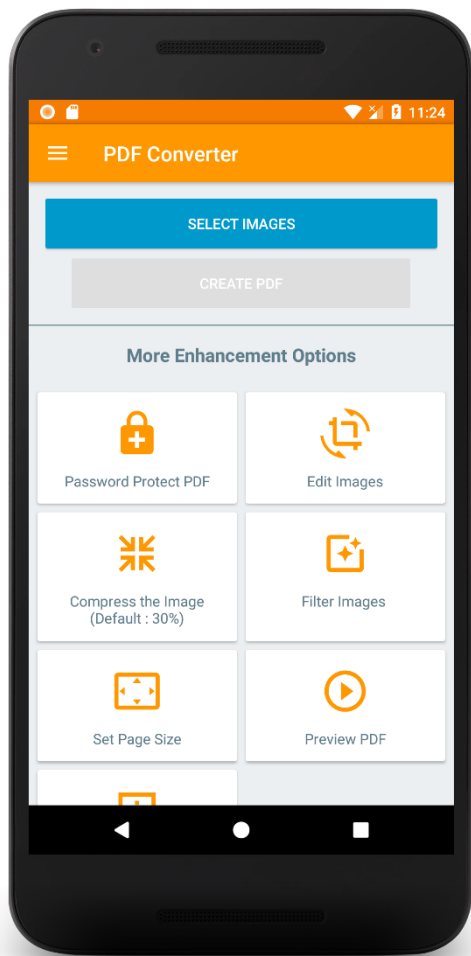 11:24
PDF Converter
SELECT IMAGES
CREATE PDF
More Enhancement Options
Password Protect PDF
Edit Images
Compress the Image
(Default : 30%)
Filter Images
Set Page Size
Preview PDF